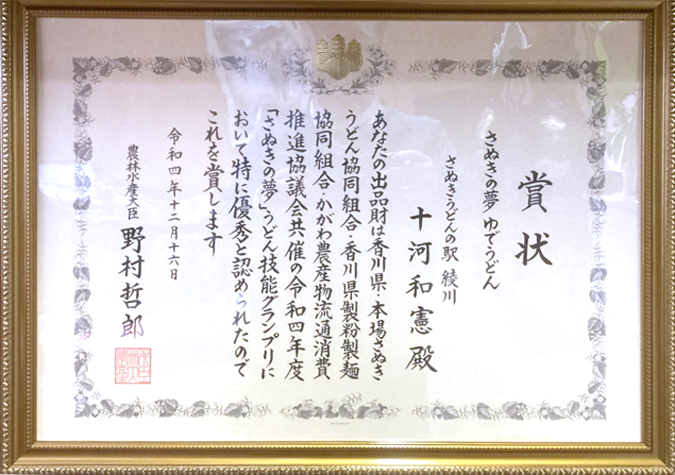 賞状
さぬきの夢 ゆでうどん
さぬきうどんの駅 綾川
十河和憲 殿
あなたの出品財は香川県・本場さぬき
うどん協同組合・香川県製粉製麺
協同組合・かがわ農産物流通消費
推進協議会共催の令和四年度
「さぬきの夢」うどん技能グランプリに
おいて特に優秀と認められたので
これを賞します
令和四年十二月十六日
農林水産大臣 野村哲郎